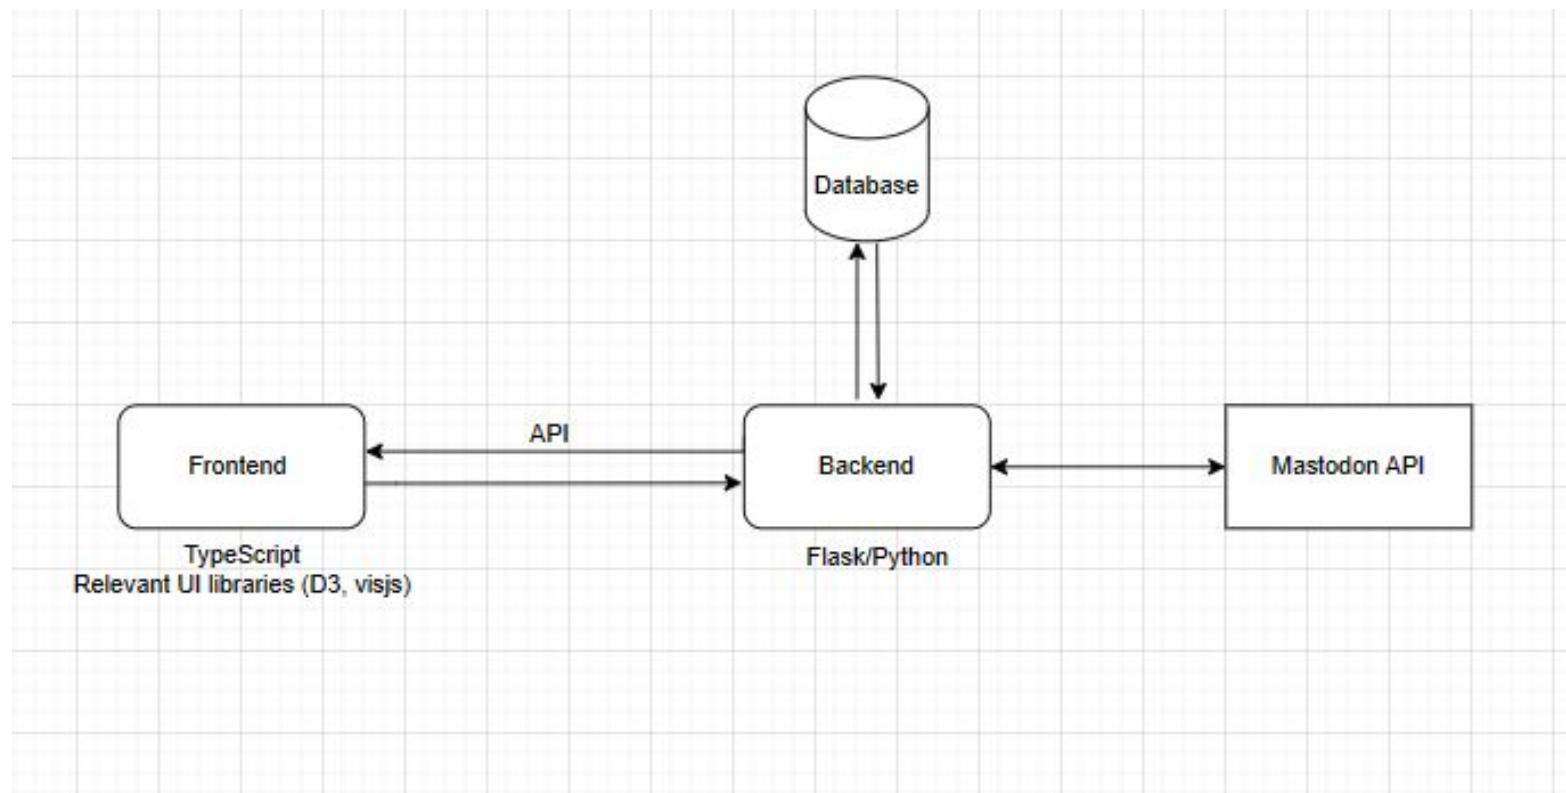 Database
API
Frontend
Backend
Mastodon API
TypeScript
Relevant UI libraries (D3, visjs)
Flask/Python